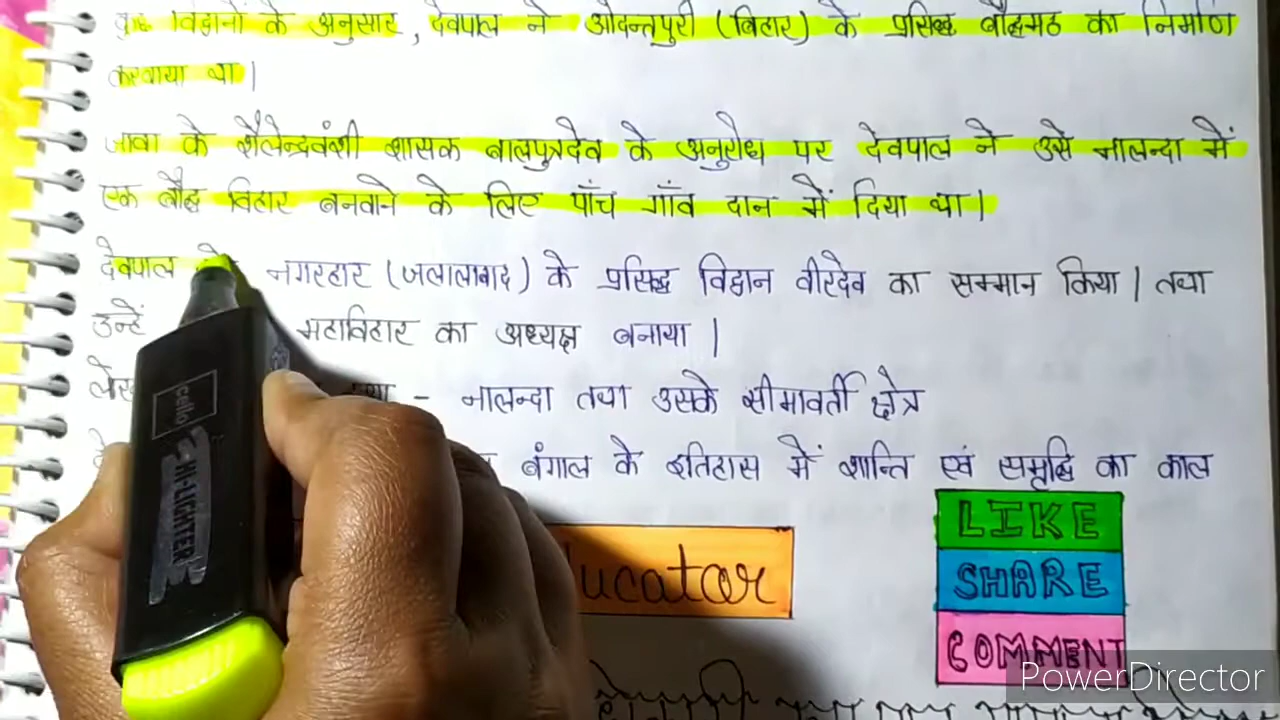 कुछ विद्वानों के अनुसार, देवपाल ने ओदन्तपुरी (बिहार) के प्रसिद्ध बौद्धमठ का निर्माण
करवाया था।
जावा के शैलेन्द्रवंशी शासक बालपुत्रदेव के अनुरोध पर देवपाल ने उसे नालन्दा में
एक बौद्ध विहार बनवाने के लिए पाँच गाँव दान में दिया था।
देवपाल नगरहार (जलालाबाद) के प्रसिद्ध विद्वान वीरदेव का सम्मान किया। तथा
उन्हें महाविहार का अध्यक्ष बनाया।
- नालन्दा तथा उसके सीमावर्ती क्षेत्र
बंगाल के इतिहास में शान्ति एवं समृद्धि का काल
LIKE
ucator
SHARE
COMMENT
PowerDirector
cello
HI-LIGHTER